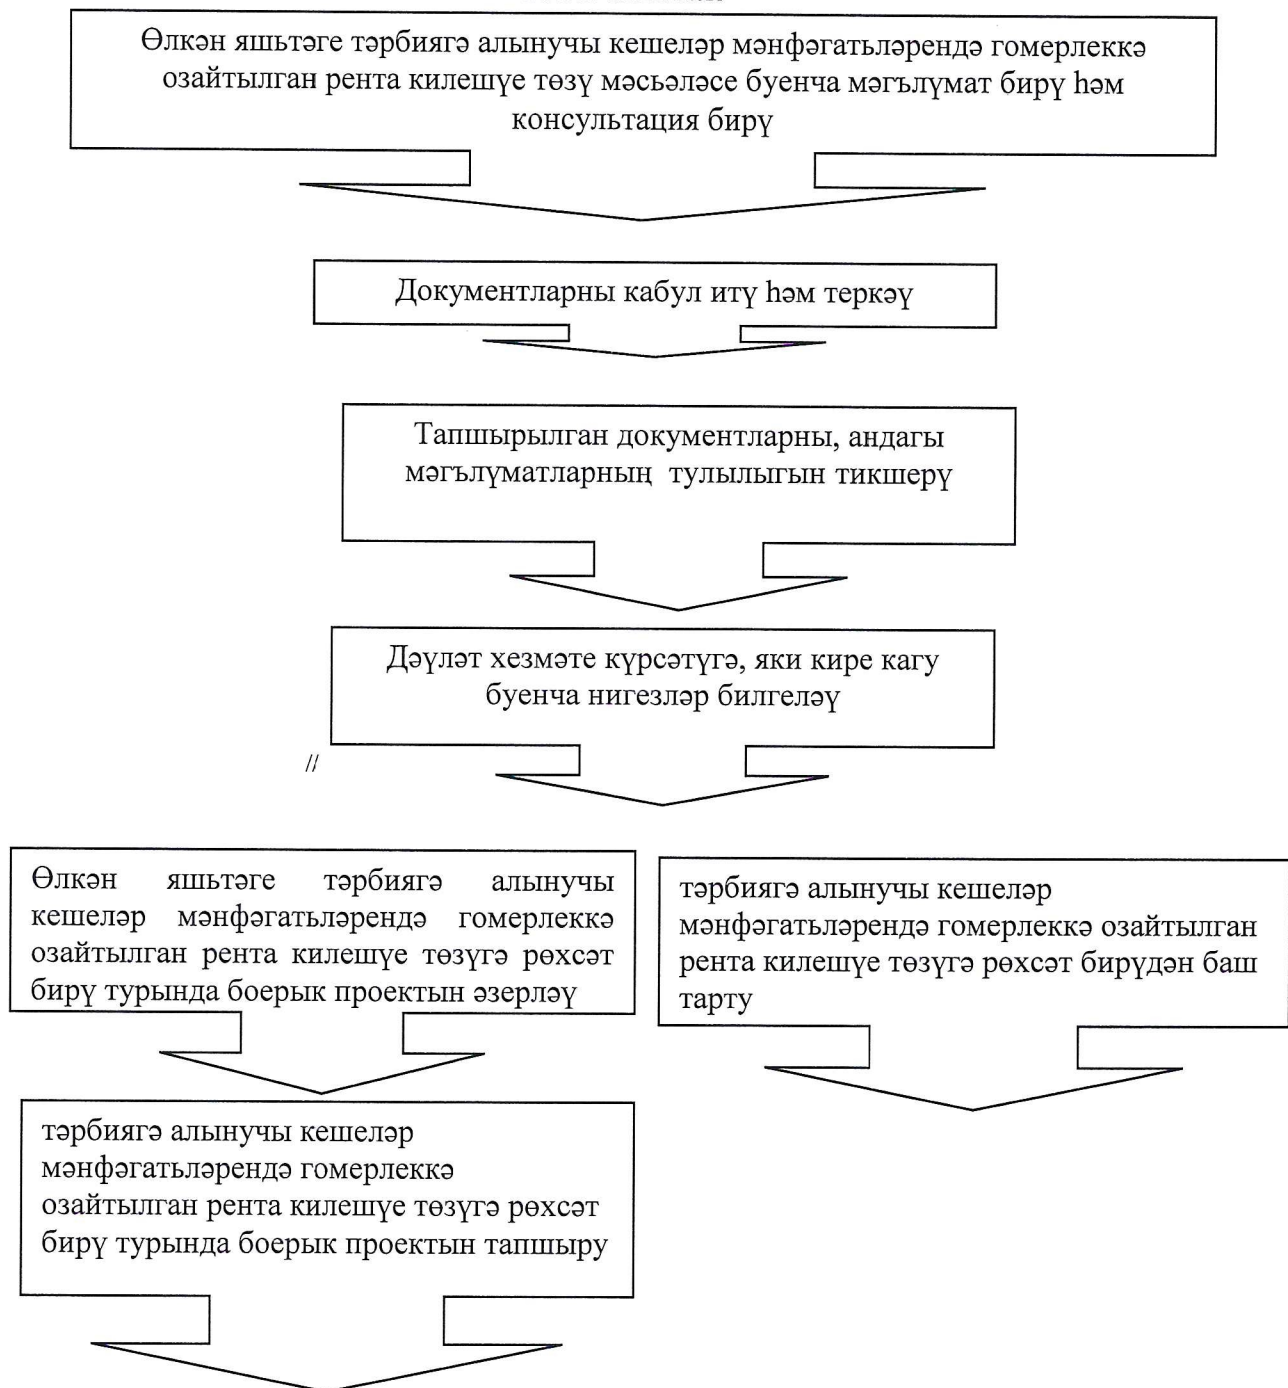 Өлкән яшьтәге тәрбиягә алынучы кешеләр мәнфәгатьләрендә гомерлеккә
озайтылган рента килешүе төзү мәсьәләсе буенча мәгълүмат бирү һәм
консультация бирү
Документларны кабул итү һәм теркәү
Тапшырылган документларны, андагы
мәгълүматларның тулылыгын тикшерү
Дәүләт хезмәте күрсәтүгә, яки кире кагу
буенча нигезләр билгеләү
//
Өлкән яшьтәге тәрбиягә алынучы
кешеләр мәнфәгатьләрендә гомерлеккә
озайтылган рента килешүе төзүгә рөхсәт
бирү турында боерык проектын әзерләү
тәрбиягә алынучы кешеләр
мәнфәгатьләрендә гомерлеккә озайтылган
рента килешүе төзүгә рөхсәт бирүдән баш
тарту
тәрбиягә алынучы кешеләр
мәнфәгатьләрендә гомерлеккә
озайтылган рента килешүе төзүгә рөхсәт
бирү турында боерык проектын тапшыру